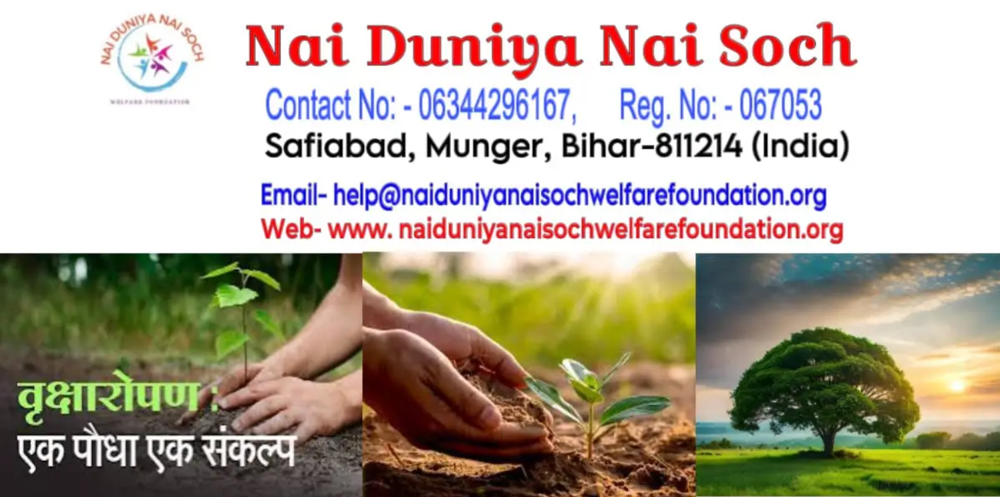 NAI DUNIYA NAI SOCH
WELFARE FOUNDATION
Nai Duniya Nai Soch
Contact No: - 06344296167, Reg. No: - 067053
Safiabad, Munger, Bihar-811214 (India)
Email- help@naiduniyanaisochwelfarefoundation.org
Web- www. naiduniyanaisochwelfarefoundation.org
वृक्षारोपण :
एक पौधा एक संकल्प